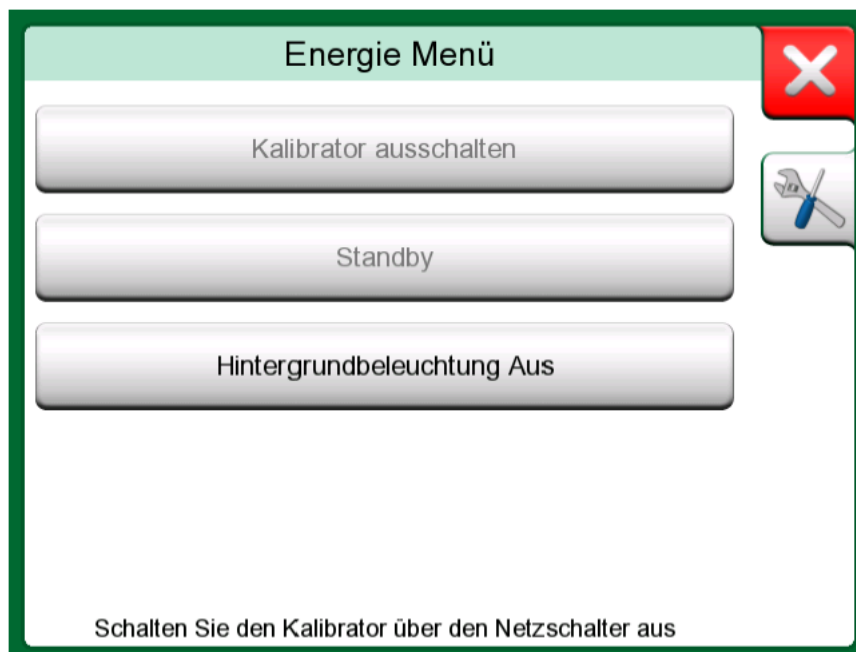 Energie Menü
Kalibrator ausschalten
Standby
Hintergrundbeleuchtung Aus
Schalten Sie den Kalibrator über den Netzschalter aus